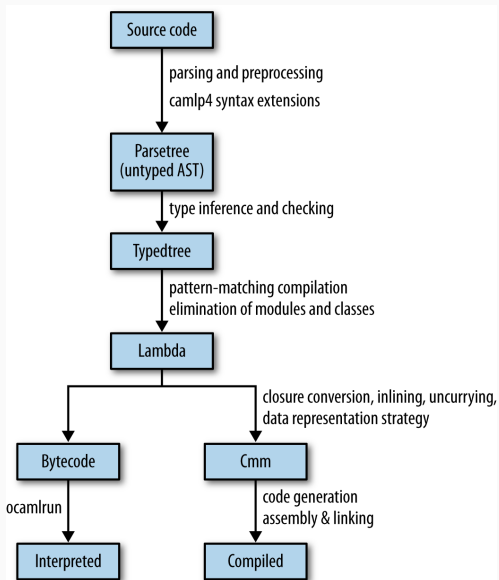 Source code
parsing and preprocessing
camlp4 syntax extensions
Parsetree
(untyped AST)
type inference and checking
Typedtree
pattern-matching compilation
elimination of modules and classes
Lambda
closure conversion, inlining, uncurrying,
data representation strategy
Bytecode
Cmm
ocamlrun
code generation
assembly & linking
Interpreted
Compiled